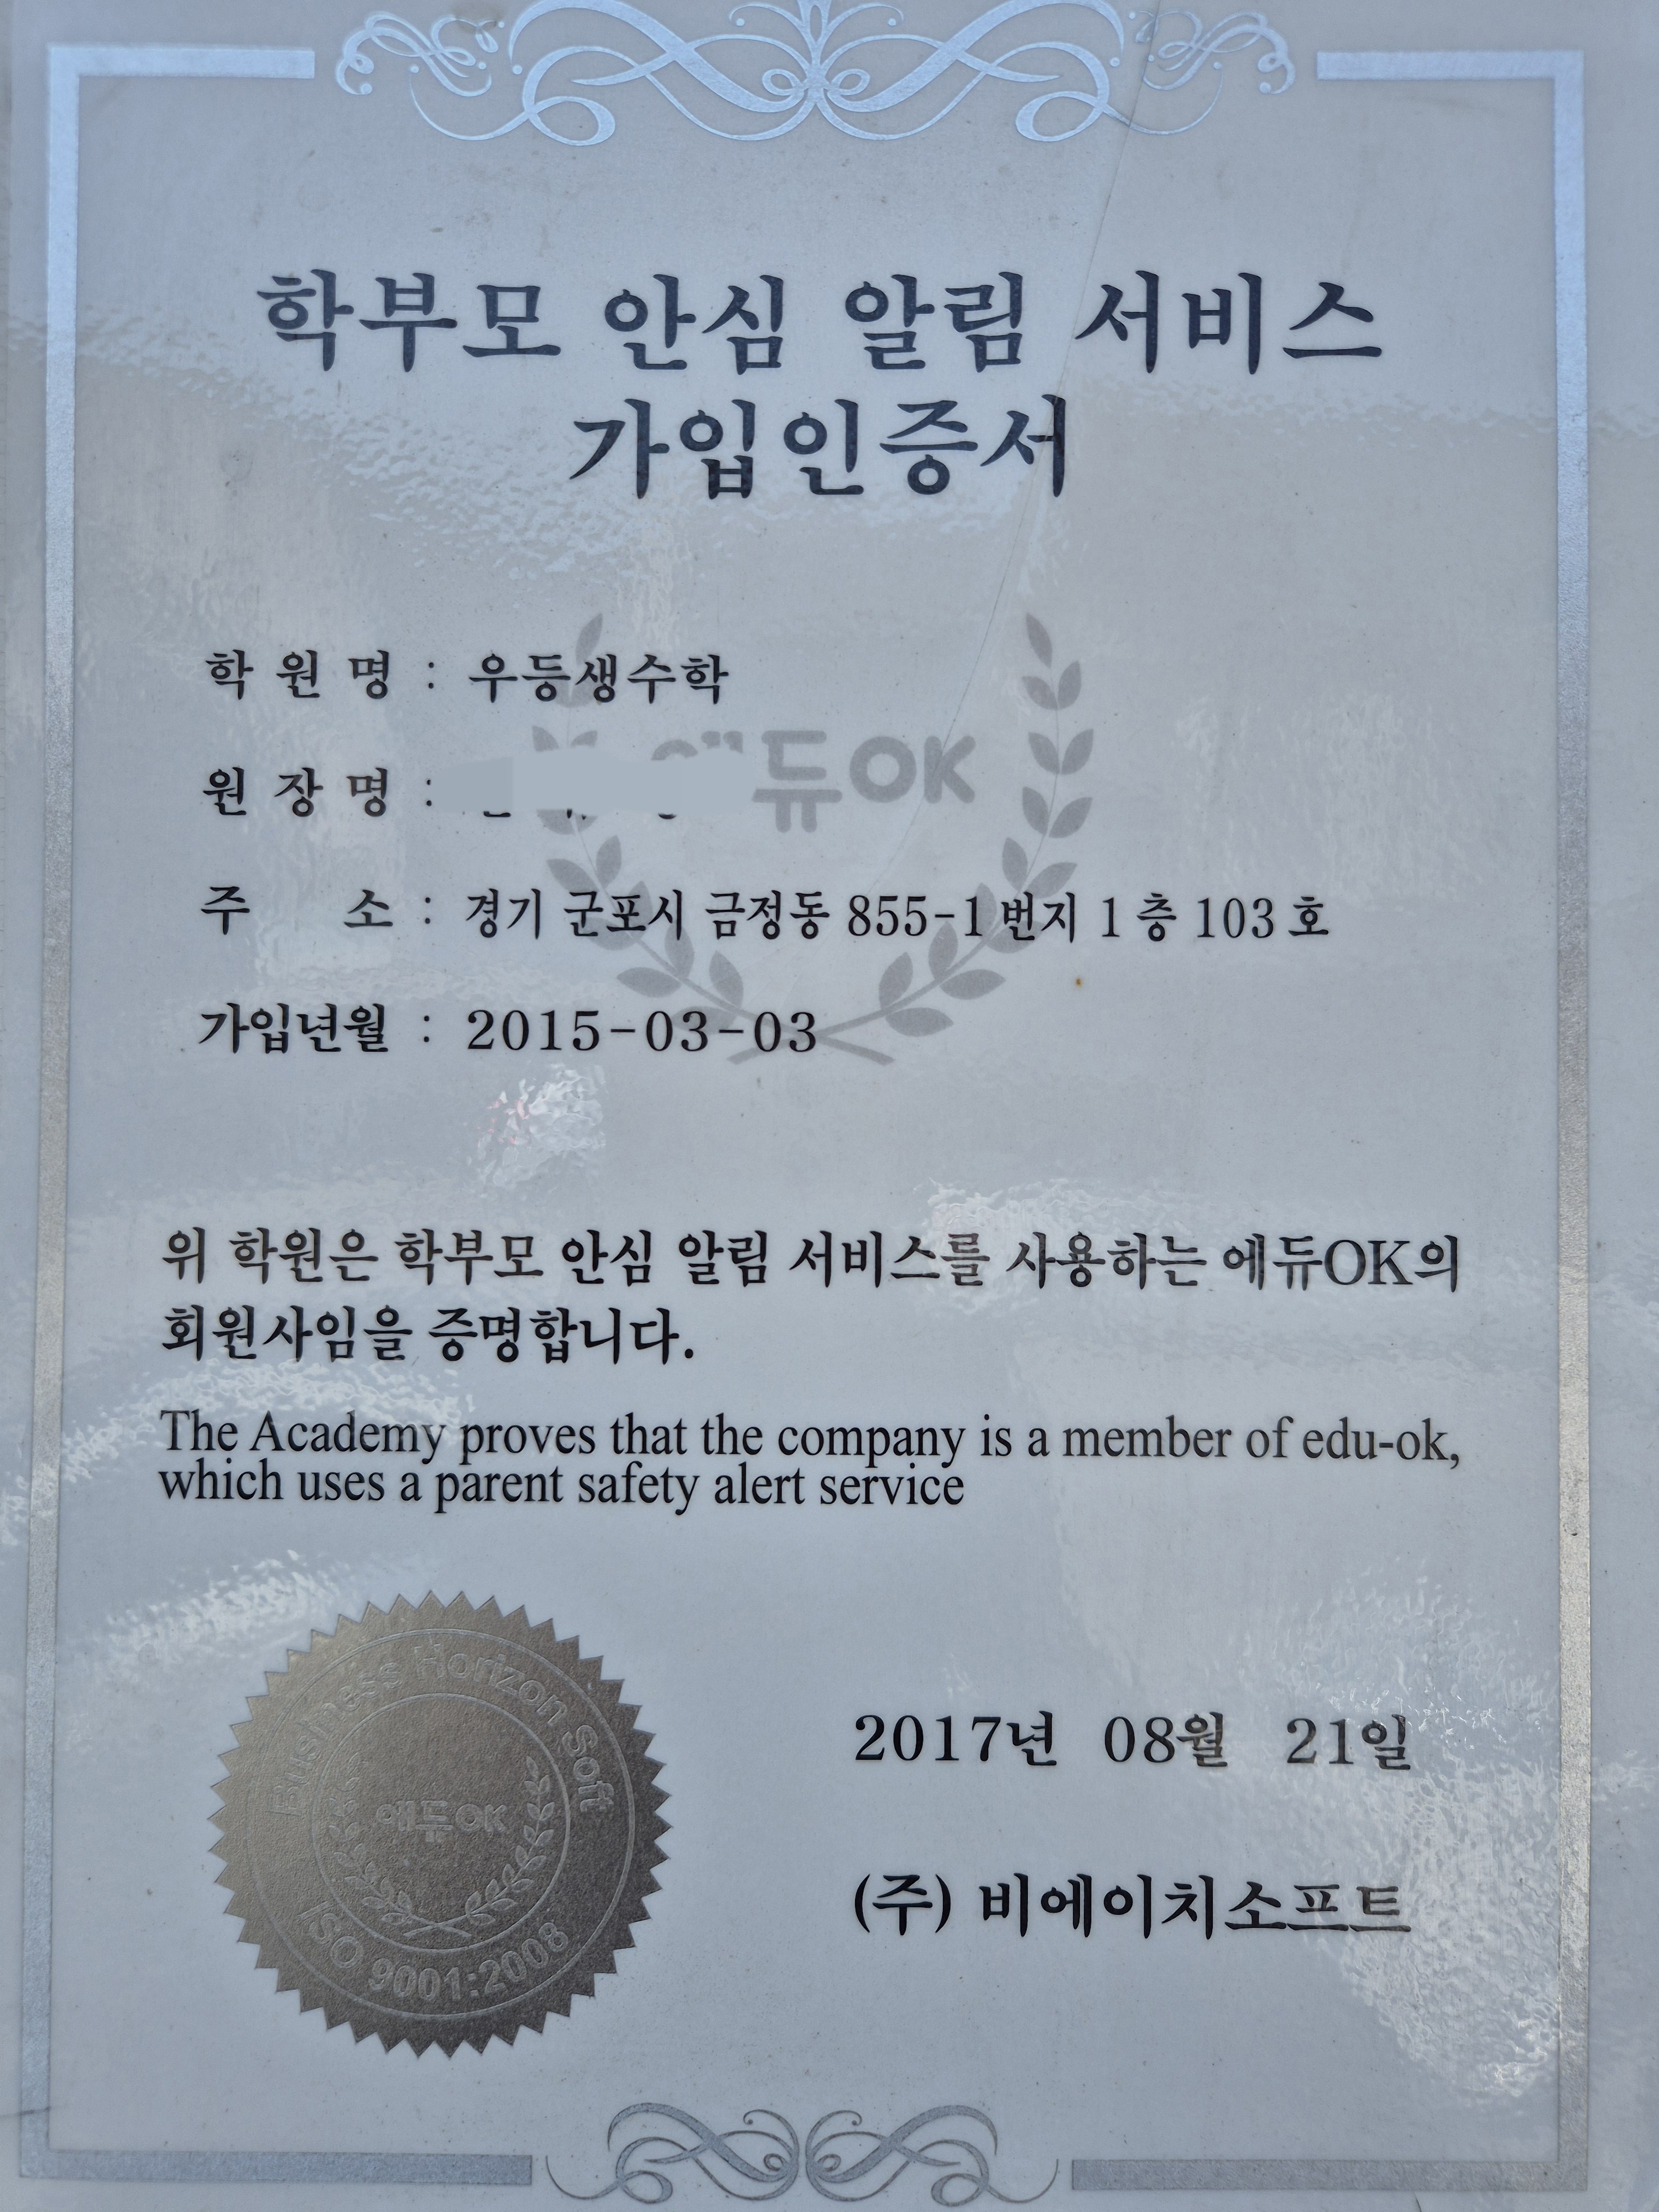 학부모 안심 알림 서비스
가입인증서
학 원 명 : 우등생수학
에듀OK
원 장 명 :
주 소 : 경기 군포시 금정동 855-1 번지 1 층 103 호
가입년월 : 2015-03-03
위 학원은 학부모 안심 알림 서비스를 사용하는 에듀OK의
회원사임을 증명합니다.
The Academy proves that the company is a member of edu-ok,
which uses a parent safety alert service
Business Horizon Soft
에듀OK
ISO 9001:2008
2017년 08월 21일
(주) 비에이치소프트